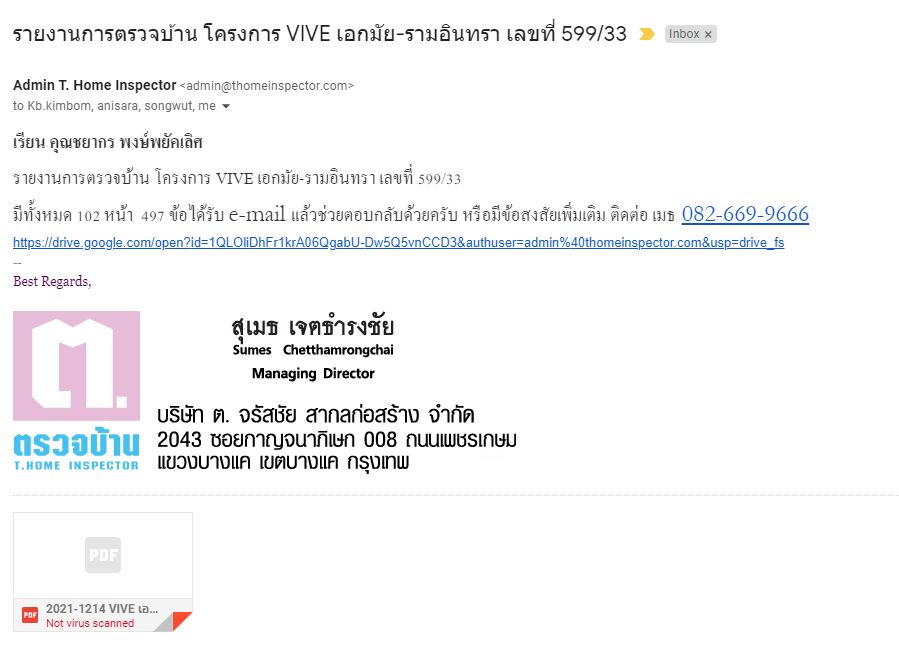 รายงานการตรวจบ้าน โครงการ VIVE เอกมัย-รามอินทรา เลขที่ 599/33 Inbox ×
Admin T. Home Inspector <admin@thomeinspector.com>
to Kb.kimbom, anisara, songwut, me
เรียน คุณชยากร พงษ์พยัคเลิศ
รายงานการตรวจบ้าน โครงการ VIVE เอกมัย-รามอินทรา เลขที่ 599/33
มีทั้งหมด 102 หน้า 497 ข้อได้รับ e-mail แล้วช่วยตอบกลับด้วยครับ หรือมีข้อสงสัยเพิ่มเติม ติดต่อ เมธ 082-669-9666
https://drive.google.com/open?id=1QLOliDhFr1krA06QgabU-Dw5Q5vnCCD3&authuser=admin%40thomeinspector.com&usp=drive_fs
--
Best Regards,
สุเมธ เจตธำรงชัย
Sumes Chetthamrongchai
Managing Director
ต.
ตรวจบ้าน
T.HOME INSPECTOR
บริษัท ต. จรัสชัย สากลก่อสร้าง จำกัด
2043 ซอยกาญจนาภิเษก 008 ถนนเพชรเกษม
แขวงบางแค เขตบางแค กรุงเทพ
PDF
PDF 2021-1214 VIVE เอ...
Not virus scanned